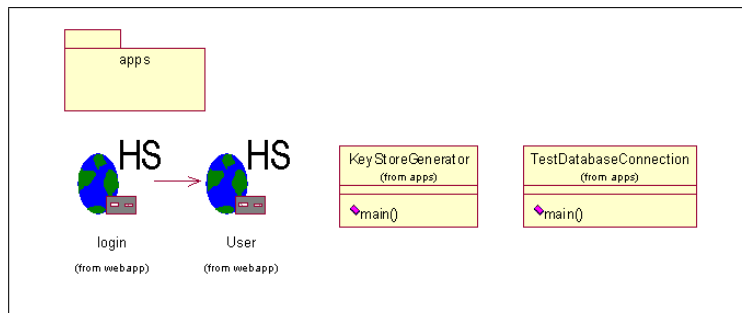 apps
HS
HS
login
(from webapp)
User
(from webapp)
KeyStoreGenerator
(from apps)
main()
TestDatabaseConnection
(from apps)
main()